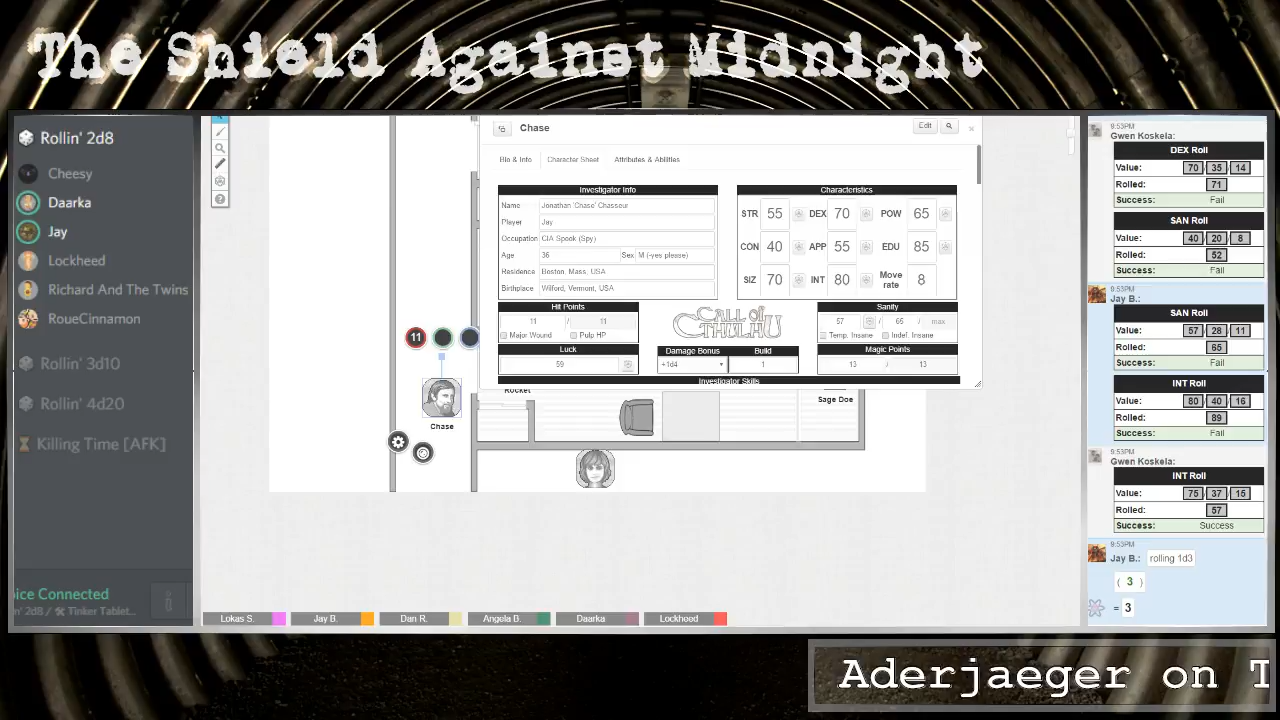 The Shield Against Midnight
Rollin' 2d8
Cheesy
Daarka
Jay
Lockheed
Richard And The Twins
RoueCinnamon
Rollin' 3d10
Rollin' 4d20
Killing Time [AFK]
oice Connected
n' 2d8 / Tinker Tablet...
Chase
Edit
Bio & Info
Character Sheet
Attributes & Abilities
Investigator Info
Name Jonathan 'Chase' Chasseur
Player Jay
Occupation CIA Spook (Spy)
Age 36 Sex M (-yes please)
Residence Boston, Mass, USA
Birthplace Wilford, Vermont, USA
Characteristics
STR 55 DEX 70 POW 65
CON 40 APP 55 EDU 85
SIZ 70 INT 80 Move rate 8
Hit Points
11 / 11
Major Wound Pulp HP
CALL of CTHULHU
Sanity
57 / 65 / max
Temp. Insane Indef. Insane
Luck
59
Damage Bonus Build
+1d4 1
Magic Points
13 / 13
Investigator Skills
11
Chase
Rocket
Sage Doe
Lokas S.
Jay B.
Dan R.
Angela B.
Daarka
Lockheed
9:53PM
Gwen Koskela:
DEX Roll
Value: 70 35 14
Rolled: 71
Success: Fail
SAN Roll
Value: 40 20 8
Rolled: 52
Success: Fail
9:53PM
Jay B.:
SAN Roll
Value: 57 28 11
Rolled: 65
Success: Fail
INT Roll
Value: 80 40 16
Rolled: 89
Success: Fail
9:53PM
Gwen Koskela:
INT Roll
Value: 75 37 15
Rolled: 57
Success: Success
9:53PM
Jay B.: rolling 1d3
( 3 )
= 3
Aderjaeger on T